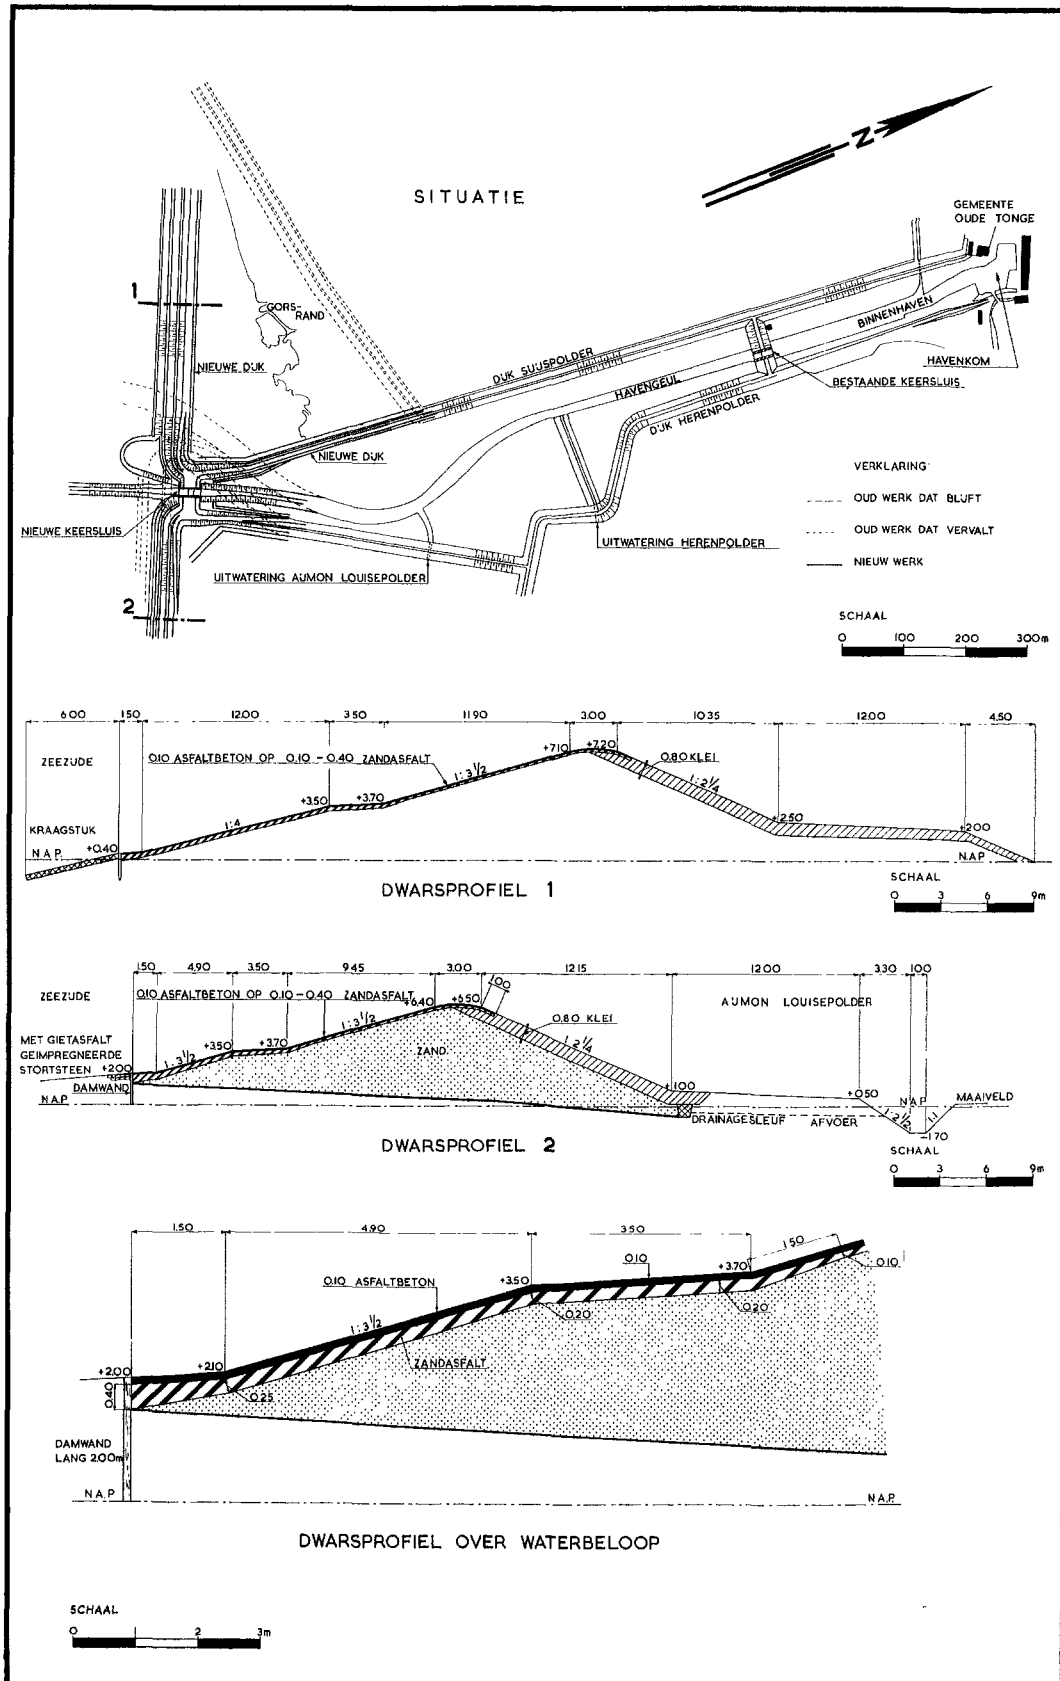 SITUATIE
N
GEMEENTE
OUDE TONGE
1
GORS-
RAND
NIEUWE DIJK
DIJK SUIJSPOLDER
HAVENGEUL
BINNENHAVEN
HAVENKOM
BESTAANDE KEERSLUIS
DIJK HERENPOLDER
NIEUWE DIJK
NIEUWE KEERSLUIS
UITWATERING HERENPOLDER
UITWATERING AIJMON LOUISEPOLDER
2
VERKLARING
OUD WERK DAT BLIJFT
OUD WERK DAT VERVALT
NIEUW WERK
SCHAAL
0 100 200 300m
6.00 1.50 12.00 3.50 11.90 3.00 10.35 12.00 4.50
ZEEZIJDE
0.10 ASFALTBETON OP 0.10-0.40 ZANDASFALT
1:3 1/2
+7.10 +7.20
0.80 KLEI
1:2 1/4
KRAAGSTUK
N.A.P.
+0.40
1:4
+3.50 +3.70
+2.50
+2.00
N.A.P.
DWARSPROFIEL 1
SCHAAL
0 3 6 9m
1.50 4.90 3.50 9.45 3.00 12.15 12.00 3.30 1.00
ZEEZIJDE
0.10 ASFALTBETON OP 0.10-0.40 ZANDASFALT
+6.40 +6.50
1.00
AIJMON LOUISEPOLDER
MET GIETASFALT
GEIMPREGNEERDE
STORTSTEEN
+2.00
1:3 1/2
+3.50 +3.70
1:3 1/2
ZAND
0.80 KLEI
1:2 1/4
DAMWAND
N.A.P.
+1.00
+0.50
N.A.P.
MAAIVELD
DRAINAGESLEUF AFVOER
1:2 1/2
1:1
-1.70
DWARSPROFIEL 2
SCHAAL
0 3 6 9m
1.50 4.90 3.50
1.50
0.10 ASFALTBETON
+3.50
0.10
+3.70
0.10
0.20
0.20
1:3 1/2
ZANDASFALT
+2.00
+2.10
0.40
0.25
DAMWAND
LANG 2.00m
N.A.P.
N.A.P.
DWARSPROFIEL OVER WATERBELOOP
SCHAAL
0 1 2 3m